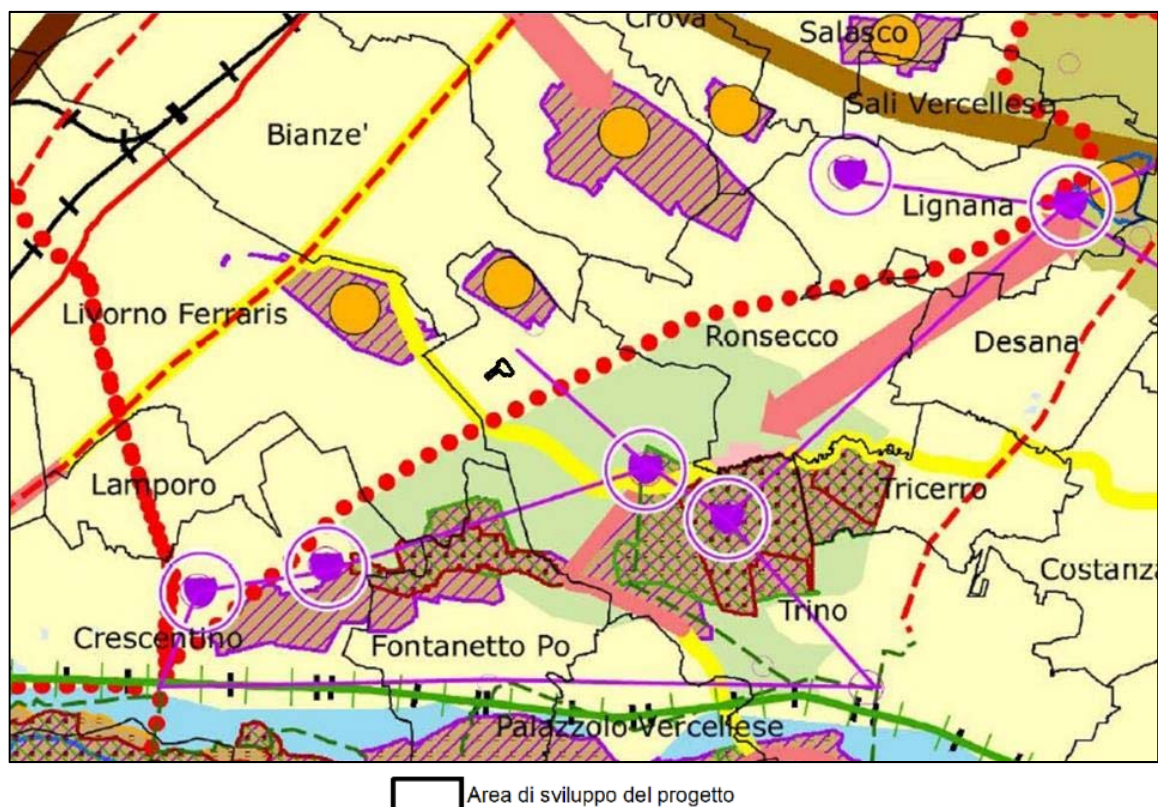 Crova
Salasco
Sali Vercellese
Bianze'
Lignana
Livorno Ferraris
Ronsecco
Desana
Lamporo
Tricerro
Costanza
Trino
Crescentino
Fontanetto Po
Palazzolo Vercellese
Area di sviluppo del progetto